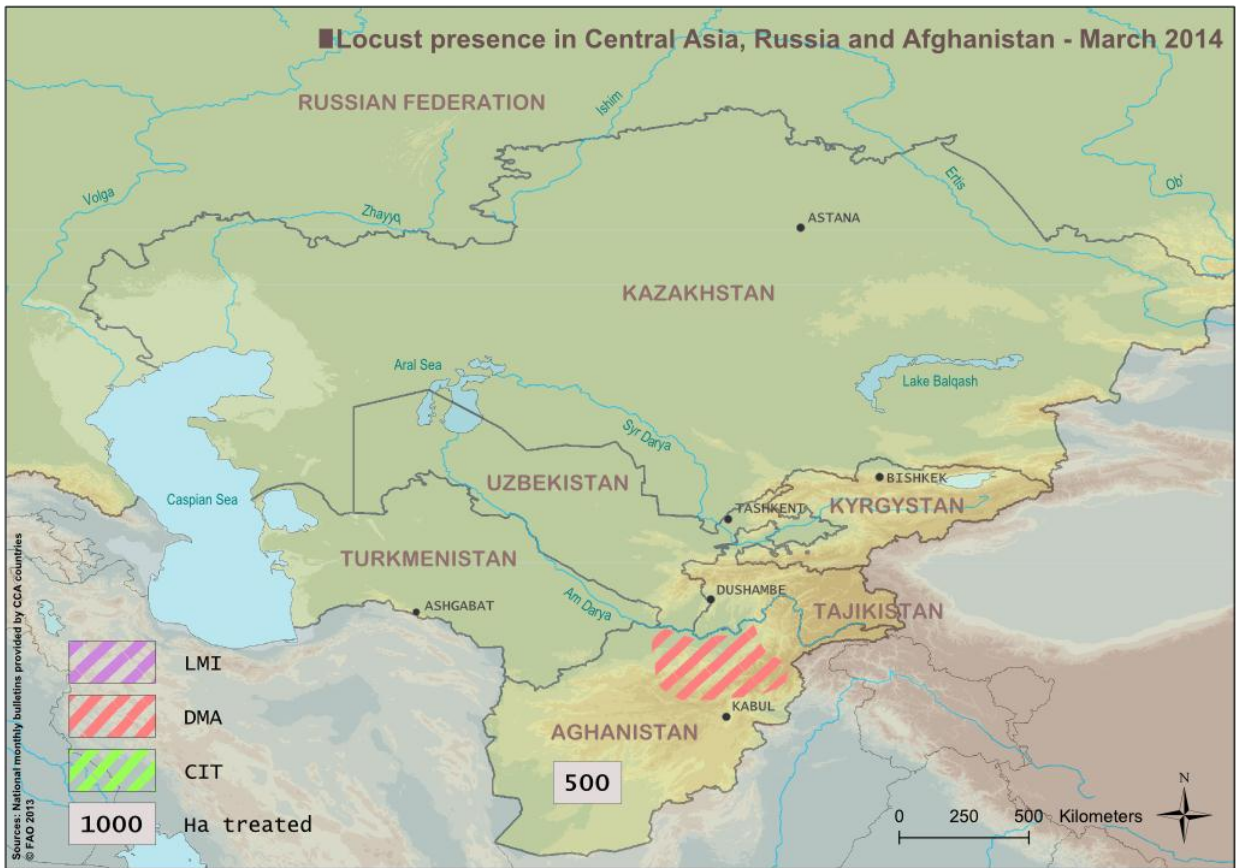 Locust presence in Central Asia, Russia and Afghanistan - March 2014
RUSSIAN FEDERATION
Ishim
Volga
Zhayyq
Ertis
Ob'
ASTANA
KAZAKHSTAN
Aral Sea
Lake Balqash
Syr Darya
Caspian Sea
UZBEKISTAN
BISHKEK
TASHKENT
KYRGYSTAN
TURKMENISTAN
Am Darya
DUSHAMBE
ASHGABAT
TAJIKISTAN
LMI
DMA
KABUL
AGHANISTAN
CIT
500
1000 Ha treated
0 250 500 Kilometers
N
Sources: National monthly bulletins provided by CCA countries
© FAO 2013